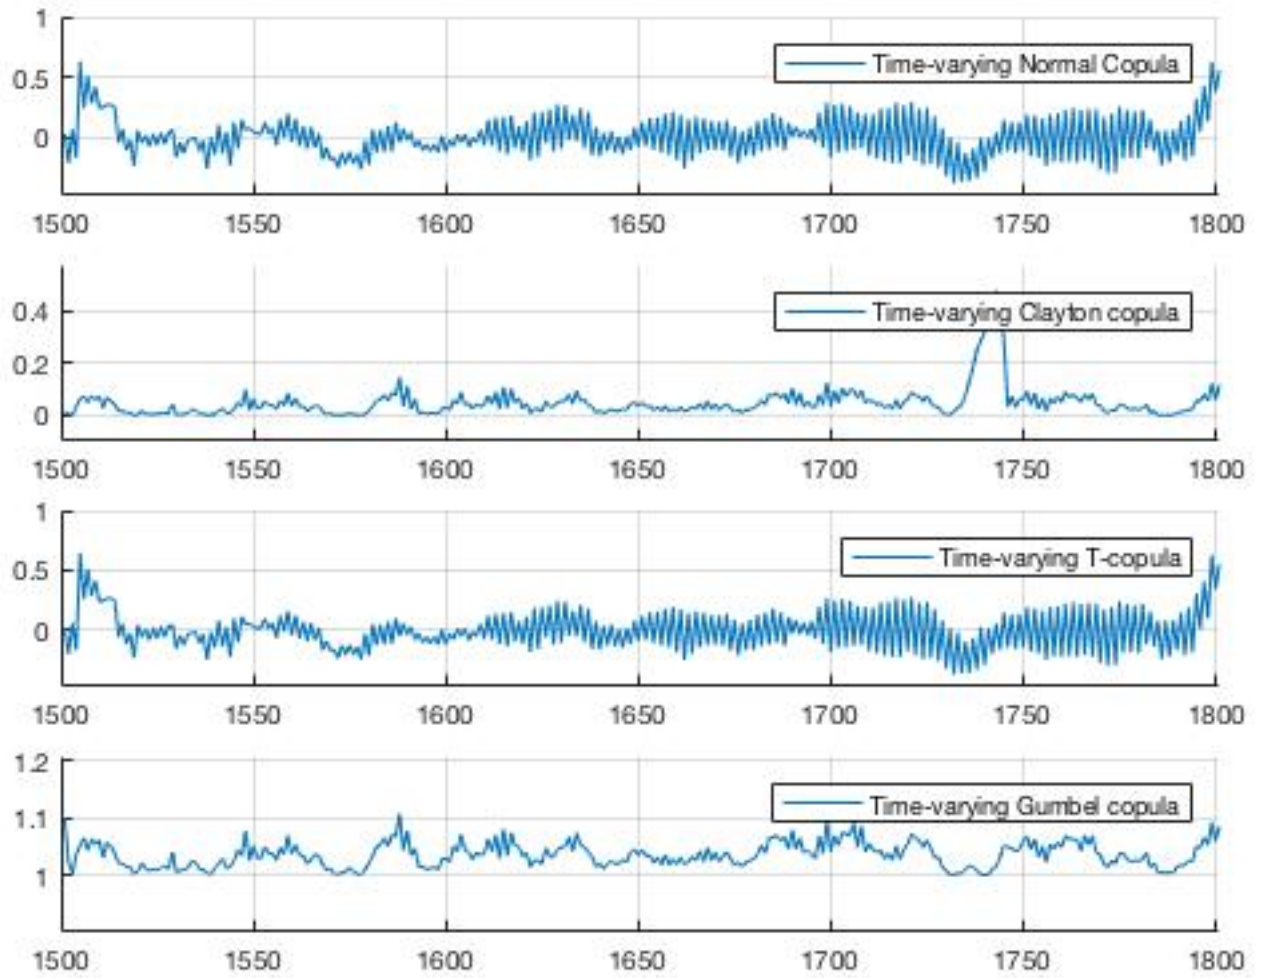 1
Time-varying Normal Copula
0.5
0
1500 1550 1600 1650 1700 1750 1800
Time-varying Clayton copula
0.4
0.2
0
1500 1550 1600 1650 1700 1750 1800
1
Time-varying T-copula
0.5
0
1500 1550 1600 1650 1700 1750 1800
1.2
Time-varying Gumbel copula
1.1
1
1500 1550 1600 1650 1700 1750 1800